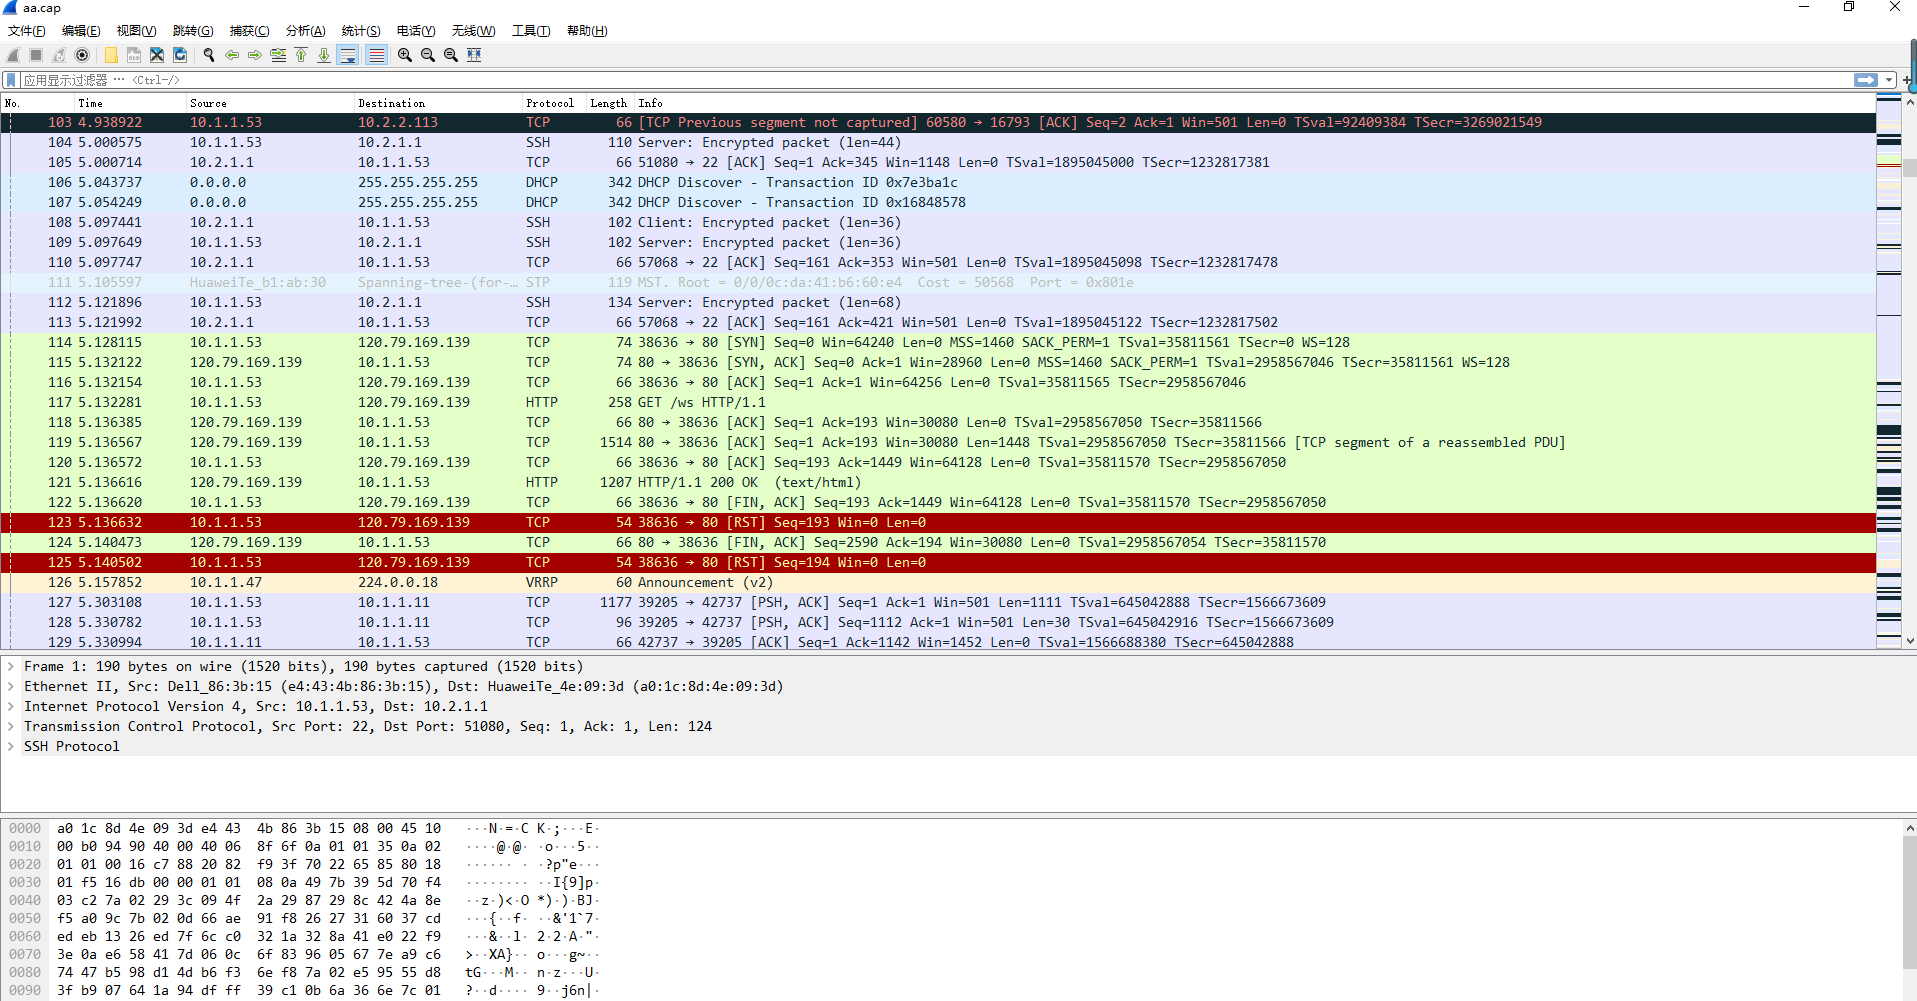 aa.cap
文件(F) 编辑(E) 视图(V) 跳转(G) 捕获(C) 分析(A) 统计(S) 电话(Y) 无线(W) 工具(T) 帮助(H)
应用显示过滤器 … <Ctrl-/>
No. Time Source Destination Protocol Length Info
103 4.938922 10.1.1.53 10.2.2.113 TCP 66 [TCP Previous segment not captured] 60580 → 16793 [ACK] Seq=2 Ack=1 Win=501 Len=0 TSval=92409384 TSecr=3269021549
104 5.000575 10.1.1.53 10.2.1.1 SSH 110 Server: Encrypted packet (len=44)
105 5.000714 10.2.1.1 10.1.1.53 TCP 66 51080 → 22 [ACK] Seq=1 Ack=345 Win=1148 Len=0 TSval=1895045000 TSecr=1232817381
106 5.043737 0.0.0.0 255.255.255.255 DHCP 342 DHCP Discover - Transaction ID 0x7e3ba1c
107 5.054249 0.0.0.0 255.255.255.255 DHCP 342 DHCP Discover - Transaction ID 0x16848578
108 5.097441 10.2.1.1 10.1.1.53 SSH 102 Client: Encrypted packet (len=36)
109 5.097649 10.1.1.53 10.2.1.1 SSH 102 Server: Encrypted packet (len=36)
110 5.097747 10.2.1.1 10.1.1.53 TCP 66 57068 → 22 [ACK] Seq=161 Ack=353 Win=501 Len=0 TSval=1895045098 TSecr=1232817478
111 5.105597 HuaweiTe_b1:ab:30 Spanning-tree-(for-… STP 119 MST. Root = 0/0/0c:da:41:b6:60:e4 Cost = 50568 Port = 0x801e
112 5.121896 10.1.1.53 10.2.1.1 SSH 134 Server: Encrypted packet (len=68)
113 5.121992 10.2.1.1 10.1.1.53 TCP 66 57068 → 22 [ACK] Seq=161 Ack=421 Win=501 Len=0 TSval=1895045122 TSecr=1232817502
114 5.128115 10.1.1.53 120.79.169.139 TCP 74 38636 → 80 [SYN] Seq=0 Win=64240 Len=0 MSS=1460 SACK_PERM=1 TSval=35811561 TSecr=0 WS=128
115 5.132122 120.79.169.139 10.1.1.53 TCP 74 80 → 38636 [SYN, ACK] Seq=0 Ack=1 Win=28960 Len=0 MSS=1460 SACK_PERM=1 TSval=2958567046 TSecr=35811561 WS=128
116 5.132154 10.1.1.53 120.79.169.139 TCP 66 38636 → 80 [ACK] Seq=1 Ack=1 Win=64256 Len=0 TSval=35811565 TSecr=2958567046
117 5.132281 10.1.1.53 120.79.169.139 HTTP 258 GET /ws HTTP/1.1
118 5.136385 120.79.169.139 10.1.1.53 TCP 66 80 → 38636 [ACK] Seq=1 Ack=193 Win=30080 Len=0 TSval=2958567050 TSecr=35811566
119 5.136567 120.79.169.139 10.1.1.53 TCP 1514 80 → 38636 [ACK] Seq=1 Ack=193 Win=30080 Len=1448 TSval=2958567050 TSecr=35811566 [TCP segment of a reassembled PDU]
120 5.136572 10.1.1.53 120.79.169.139 TCP 66 38636 → 80 [ACK] Seq=193 Ack=1449 Win=64128 Len=0 TSval=35811570 TSecr=2958567050
121 5.136616 120.79.169.139 10.1.1.53 HTTP 1207 HTTP/1.1 200 OK (text/html)
122 5.136620 10.1.1.53 120.79.169.139 TCP 66 38636 → 80 [FIN, ACK] Seq=193 Ack=1449 Win=64128 Len=0 TSval=35811570 TSecr=2958567050
123 5.136632 10.1.1.53 120.79.169.139 TCP 54 38636 → 80 [RST] Seq=193 Win=0 Len=0
124 5.140473 120.79.169.139 10.1.1.53 TCP 66 80 → 38636 [FIN, ACK] Seq=2590 Ack=194 Win=30080 Len=0 TSval=2958567054 TSecr=35811570
125 5.140502 10.1.1.53 120.79.169.139 TCP 54 38636 → 80 [RST] Seq=194 Win=0 Len=0
126 5.157852 10.1.1.47 224.0.0.18 VRRP 60 Announcement (v2)
127 5.303108 10.1.1.53 10.1.1.11 TCP 1177 39205 → 42737 [PSH, ACK] Seq=1 Ack=1 Win=501 Len=1111 TSval=645042888 TSecr=1566673609
128 5.330782 10.1.1.53 10.1.1.11 TCP 96 39205 → 42737 [PSH, ACK] Seq=1112 Ack=1 Win=501 Len=30 TSval=645042916 TSecr=1566673609
129 5.330994 10.1.1.11 10.1.1.53 TCP 66 42737 → 39205 [ACK] Seq=1 Ack=1142 Win=1452 Len=0 TSval=1566688380 TSecr=645042888
Frame 1: 190 bytes on wire (1520 bits), 190 bytes captured (1520 bits)
Ethernet II, Src: Dell_86:3b:15 (e4:43:4b:86:3b:15), Dst: HuaweiTe_4e:09:3d (a0:1c:8d:4e:09:3d)
Internet Protocol Version 4, Src: 10.1.1.53, Dst: 10.2.1.1
Transmission Control Protocol, Src Port: 22, Dst Port: 51080, Seq: 1, Ack: 1, Len: 124
SSH Protocol
0000 a0 1c 8d 4e 09 3d e4 43 4b 86 3b 15 08 00 45 10 ···N·=·C K·;···E·
0010 00 b0 94 90 40 00 40 06 8f 6f 0a 01 01 35 0a 02 ····@·@· ·o···5··
0020 01 01 00 16 c7 88 20 82 f9 3f 70 22 65 85 80 18 ······ · ·?p"e···
0030 01 f5 16 db 00 00 01 01 08 0a 49 7b 39 5d 70 f4 ········ ··I{9]p·
0040 03 c2 7a 02 29 3c 09 4f 2a 29 87 29 8c 42 4a 8e ··z·)<·O *)·)·BJ·
0050 f5 a0 9c 7b 02 0d 66 ae 91 f8 26 27 31 60 37 cd ···{··f· ··&'1`7·
0060 ed eb 13 26 ed 7f 6c c0 32 1a 32 8a 41 e0 22 f9 ···&··l· 2·2·A·"·
0070 3e 0a e6 58 41 7d 06 0c 6f 83 96 05 67 7e a9 c6 >··XA}·· o···g~··
0080 74 47 b5 98 d1 4d b6 f3 6e f8 7a 02 e5 95 55 d8 tG···M·· n·z···U·
0090 3f b9 07 64 1a 94 df ff 39 c1 0b 6a 36 6e 7c 01 ?··d···· 9··j6n|·